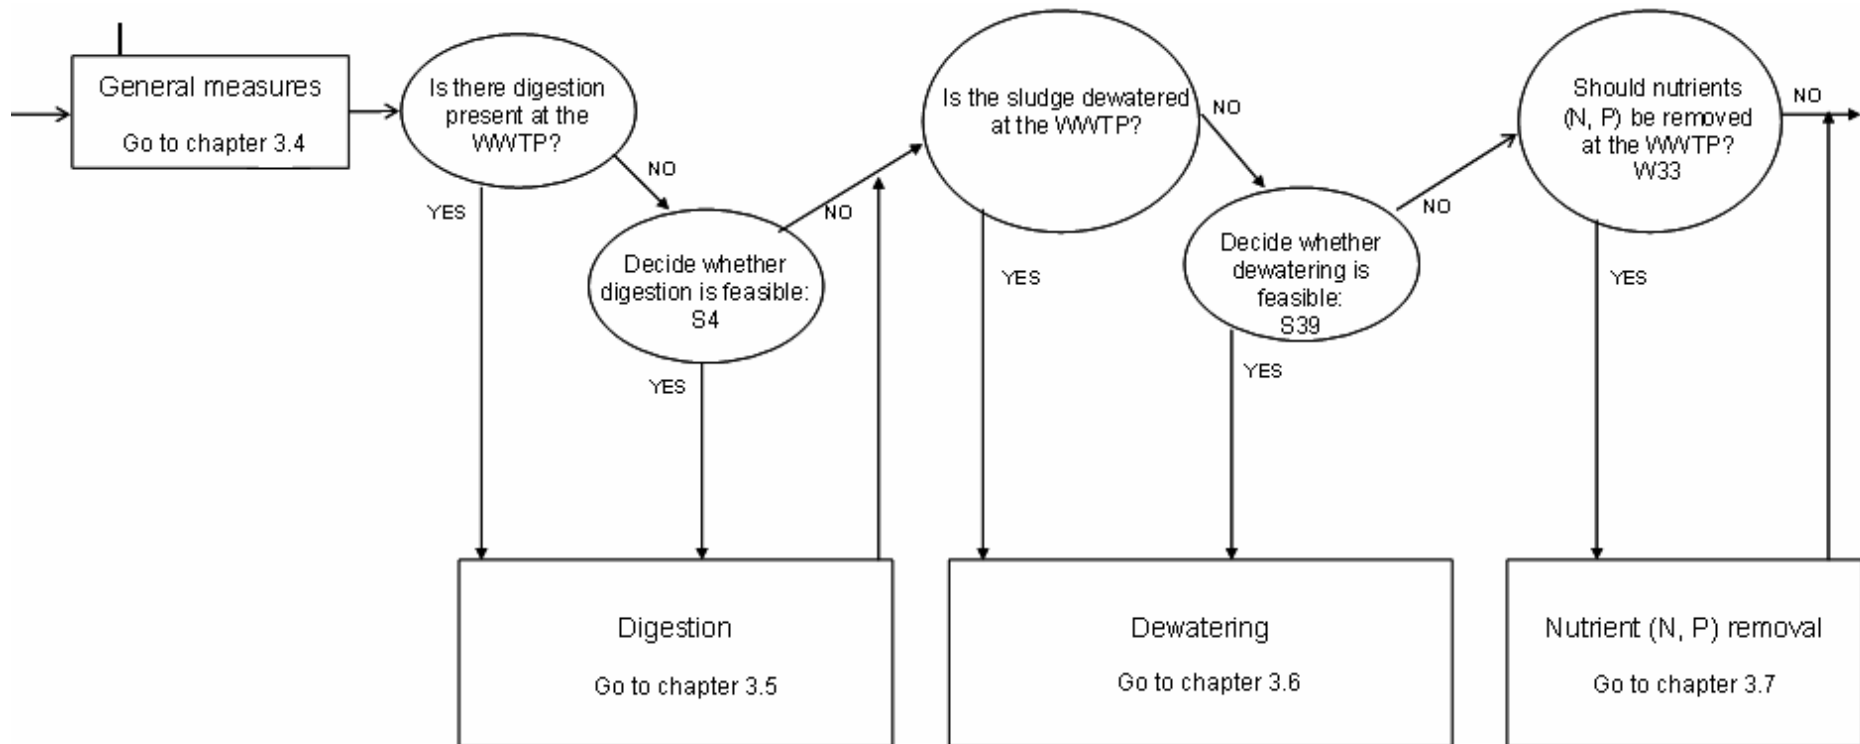 General measures
Go to chapter 3.4
Is there digestion
present at the
WWTP?
NO
YES
Decide whether
digestion is feasible:
S4
NO
YES
Is the sludge dewatered
at the WWTP?
NO
YES
Decide whether
dewatering is
feasible:
S39
NO
YES
Should nutrients
(N, P) be removed
at the WWTP?
W33
NO
YES
Digestion
Go to chapter 3.5
Dewatering
Go to chapter 3.6
Nutrient (N, P) removal
Go to chapter 3.7